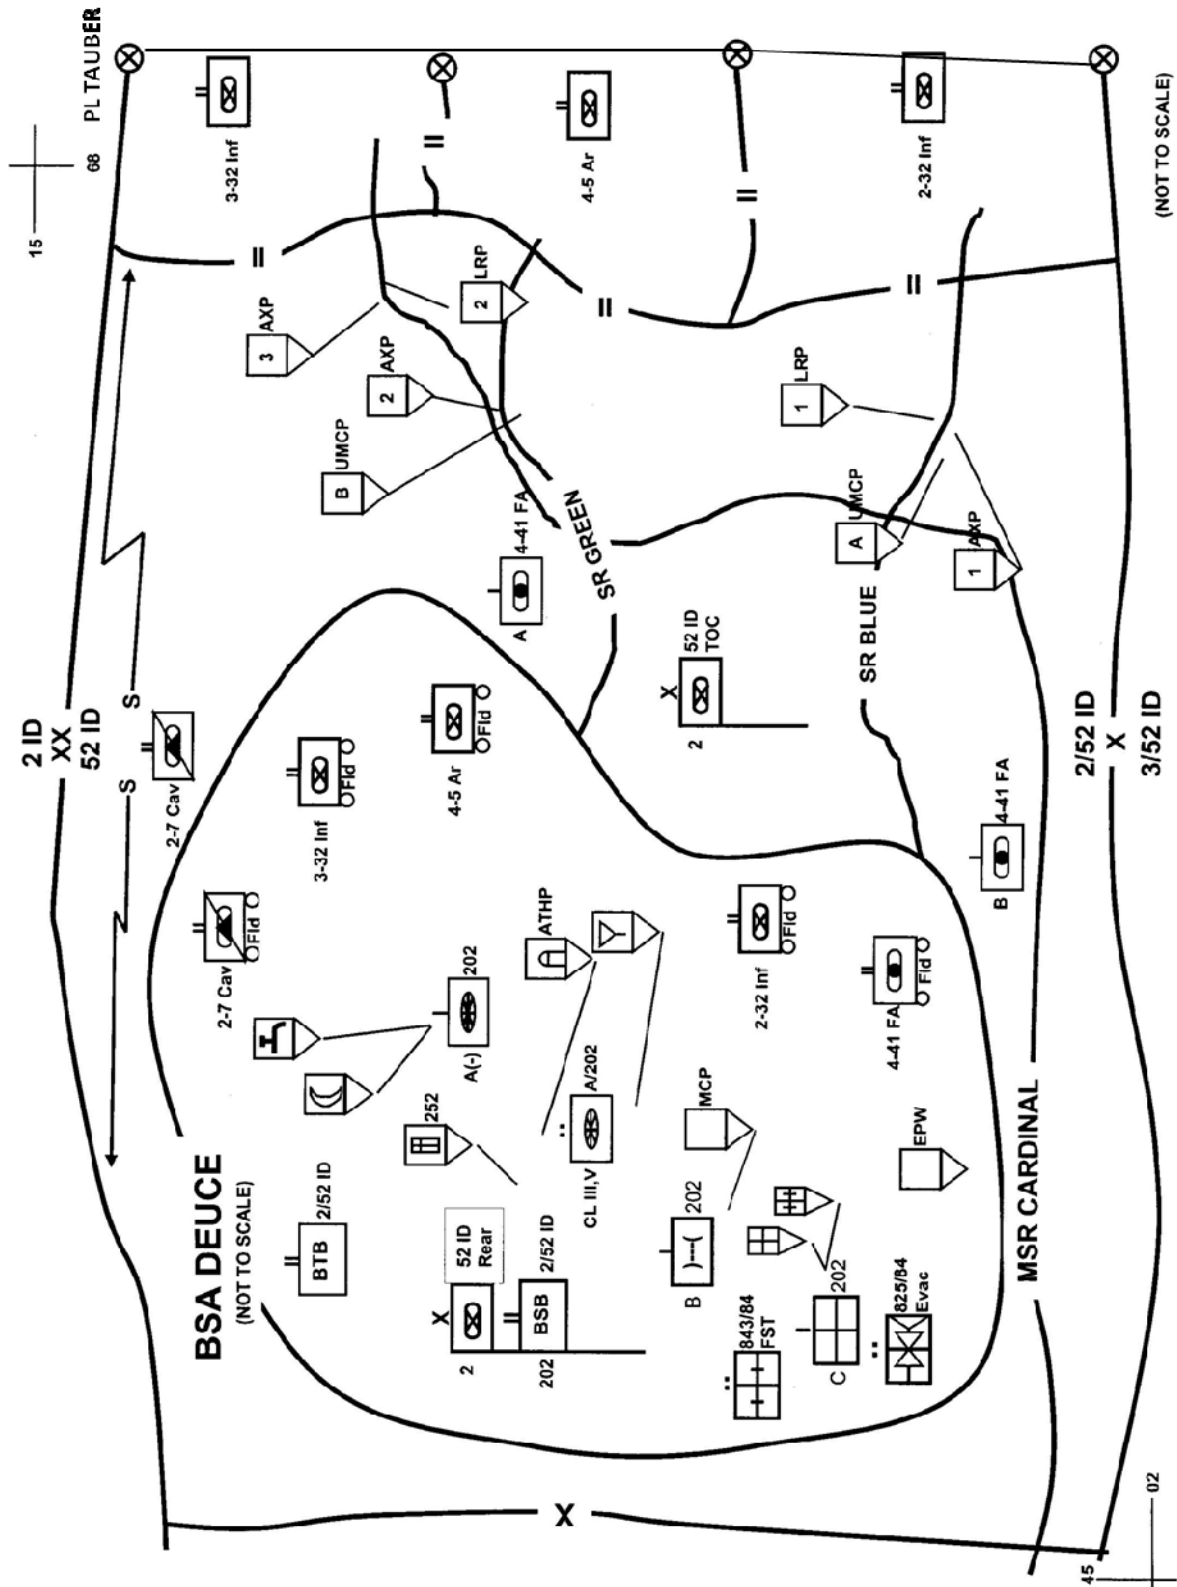 2 ID
XX
52 ID
PL TAUBER
15
68
S
S
II
2-7 Cav
3-32 Inf
II
3
AXP
2
LRP
2
AXP
B
UMCP
A
4-41 FA
SR GREEN
4-5 Ar
II
II
II
2-32 Inf
1
LRP
A
UMCP
1
AXP
SR BLUE
X
52 ID
TOC
2
B
4-41 FA
BSA DEUCE
(NOT TO SCALE)
2-7 Cav
Fld
3-32 Inf
Fld
4-5 Ar
Fld
2-32 Inf
Fld
4-41 FA
Fld
A(-)
202
252
ATHP
CL III,V
A/202
BTB
2/52 ID
X
2
52 ID
Rear
BSB
202
2/52 ID
MCP
B
)---(
202
843/84
FST
C
202
825/84
Evac
EPW
MSR CARDINAL
2/52 ID
X
3/52 ID
X
45
02
(NOT TO SCALE)